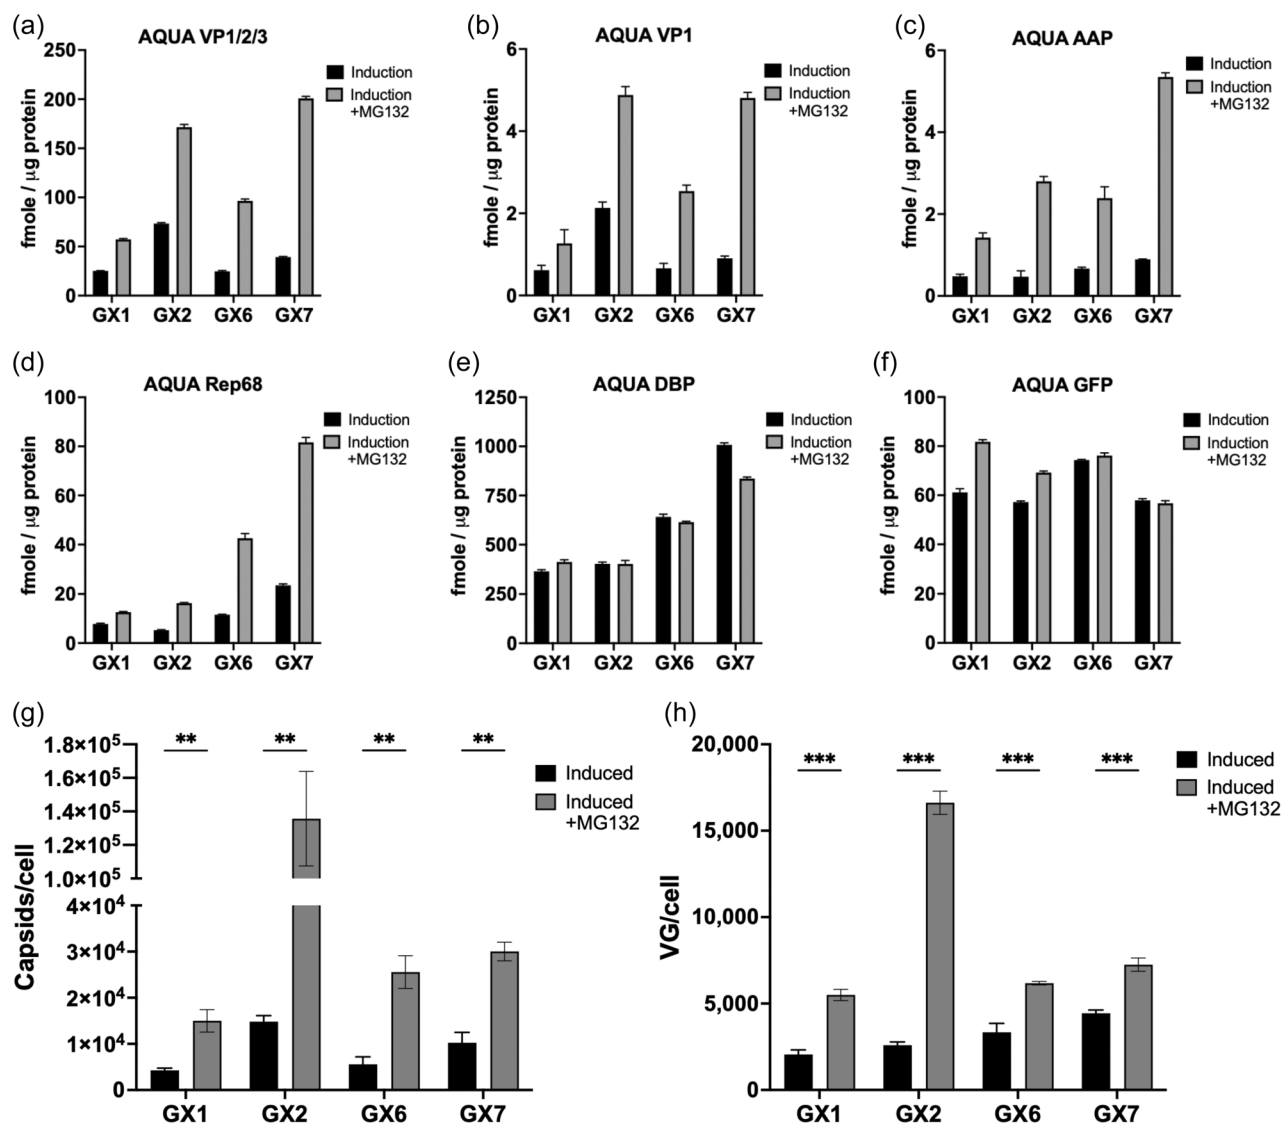 (a)
AQUA VP1/2/3
fmole / μg protein
250
200
150
100
50
0
GX1 GX2 GX6 GX7
Induction
Induction
+MG132
(b)
AQUA VP1
fmole / μg protein
6
4
2
0
GX1 GX2 GX6 GX7
Induction
Induction
+MG132
(c)
AQUA AAP
fmole / μg protein
6
4
2
0
GX1 GX2 GX6 GX7
Induction
Induction
+MG132
(d)
AQUA Rep68
fmole / μg protein
100
80
60
40
20
0
GX1 GX2 GX6 GX7
Induction
Induction
+MG132
(e)
AQUA DBP
fmole / μg protein
1250
1000
750
500
250
0
GX1 GX2 GX6 GX7
Induction
Induction
+MG132
(f)
AQUA GFP
fmole / μg protein
100
80
60
40
20
0
GX1 GX2 GX6 GX7
Indcution
Induction
+MG132
(g)
Capsids/cell
1.8×10⁵
1.6×10⁵
1.4×10⁵
1.2×10⁵
1.0×10⁵
4×10⁴
3×10⁴
2×10⁴
1×10⁴
0
** ** ** **
GX1 GX2 GX6 GX7
Induced
Induced
+MG132
(h)
VG/cell
20,000
15,000
10,000
5,000
0
*** *** *** ***
GX1 GX2 GX6 GX7
Induced
Induced
+MG132